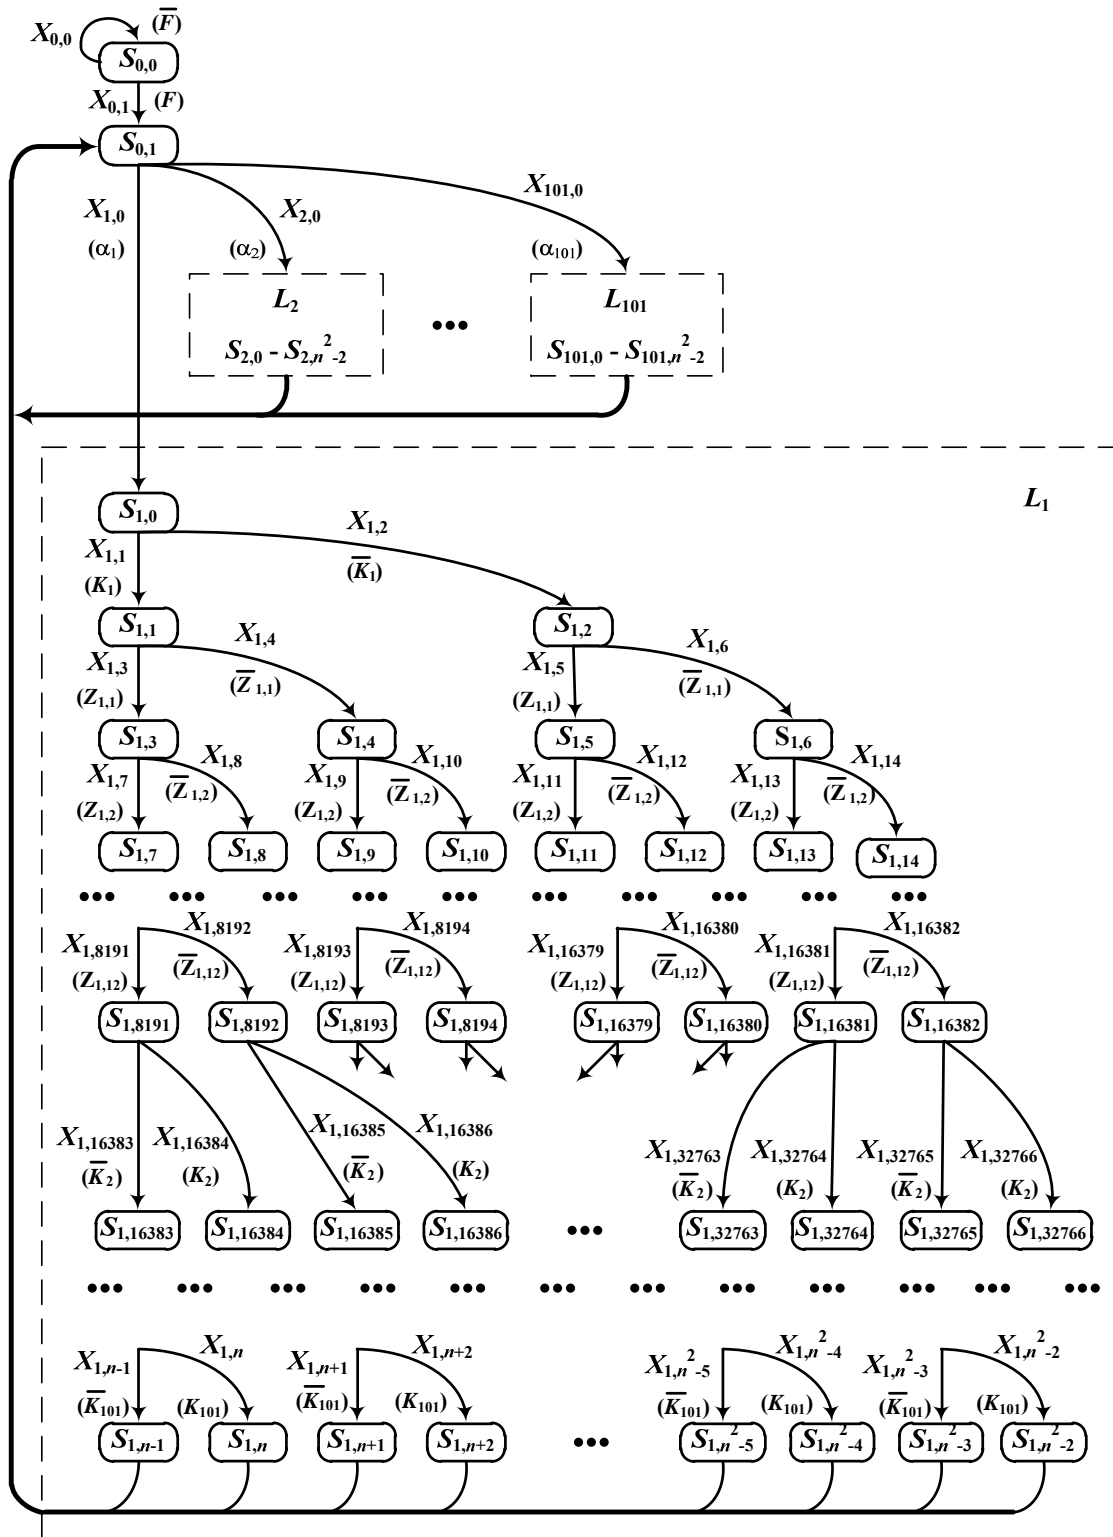 X0,0 (F̅)
S0,0
X0,1 (F)
S0,1
X1,0 X2,0 X101,0
(α1) (α2) (α101)
L2 ••• L101
S2,0 - S2,n²-2 S101,0 - S101,n²-2
L1
S1,0
X1,1 X1,2
(K1) (K̅1)
S1,1 S1,2
X1,3 X1,4 X1,5 X1,6
(Z1,1) (Z̅1,1) (Z1,1) (Z̅1,1)
S1,3 S1,4 S1,5 S1,6
X1,7 X1,8 X1,9 X1,10 X1,11 X1,12 X1,13 X1,14
(Z1,2) (Z̅1,2) (Z1,2) (Z̅1,2) (Z1,2) (Z̅1,2) (Z1,2) (Z̅1,2)
S1,7 S1,8 S1,9 S1,10 S1,11 S1,12 S1,13 S1,14
••• ••• ••• ••• ••• ••• ••• ••• ••• •••
X1,8191 X1,8192 X1,8193 X1,8194 X1,16379 X1,16380 X1,16381 X1,16382
(Z1,12) (Z̅1,12) (Z1,12) (Z̅1,12) (Z1,12) (Z̅1,12) (Z1,12) (Z̅1,12)
S1,8191 S1,8192 S1,8193 S1,8194 S1,16379 S1,16380 S1,16381 S1,16382
X1,16383 X1,16384 X1,16385 X1,16386 X1,32763 X1,32764 X1,32765 X1,32766
(K̅2) (K2) (K̅2) (K2) (K̅2) (K2) (K̅2) (K2)
S1,16383 S1,16384 S1,16385 S1,16386 ••• S1,32763 S1,32764 S1,32765 S1,32766
••• ••• ••• ••• ••• ••• ••• ••• ••• ••• ••• •••
X1,n-1 X1,n X1,n+1 X1,n+2 X1,n²-5 X1,n²-4 X1,n²-3 X1,n²-2
(K̅101) (K101) (K̅101) (K101) (K̅101) (K101) (K̅101) (K101)
S1,n-1 S1,n S1,n+1 S1,n+2 ••• S1,n²-5 S1,n²-4 S1,n²-3 S1,n²-2